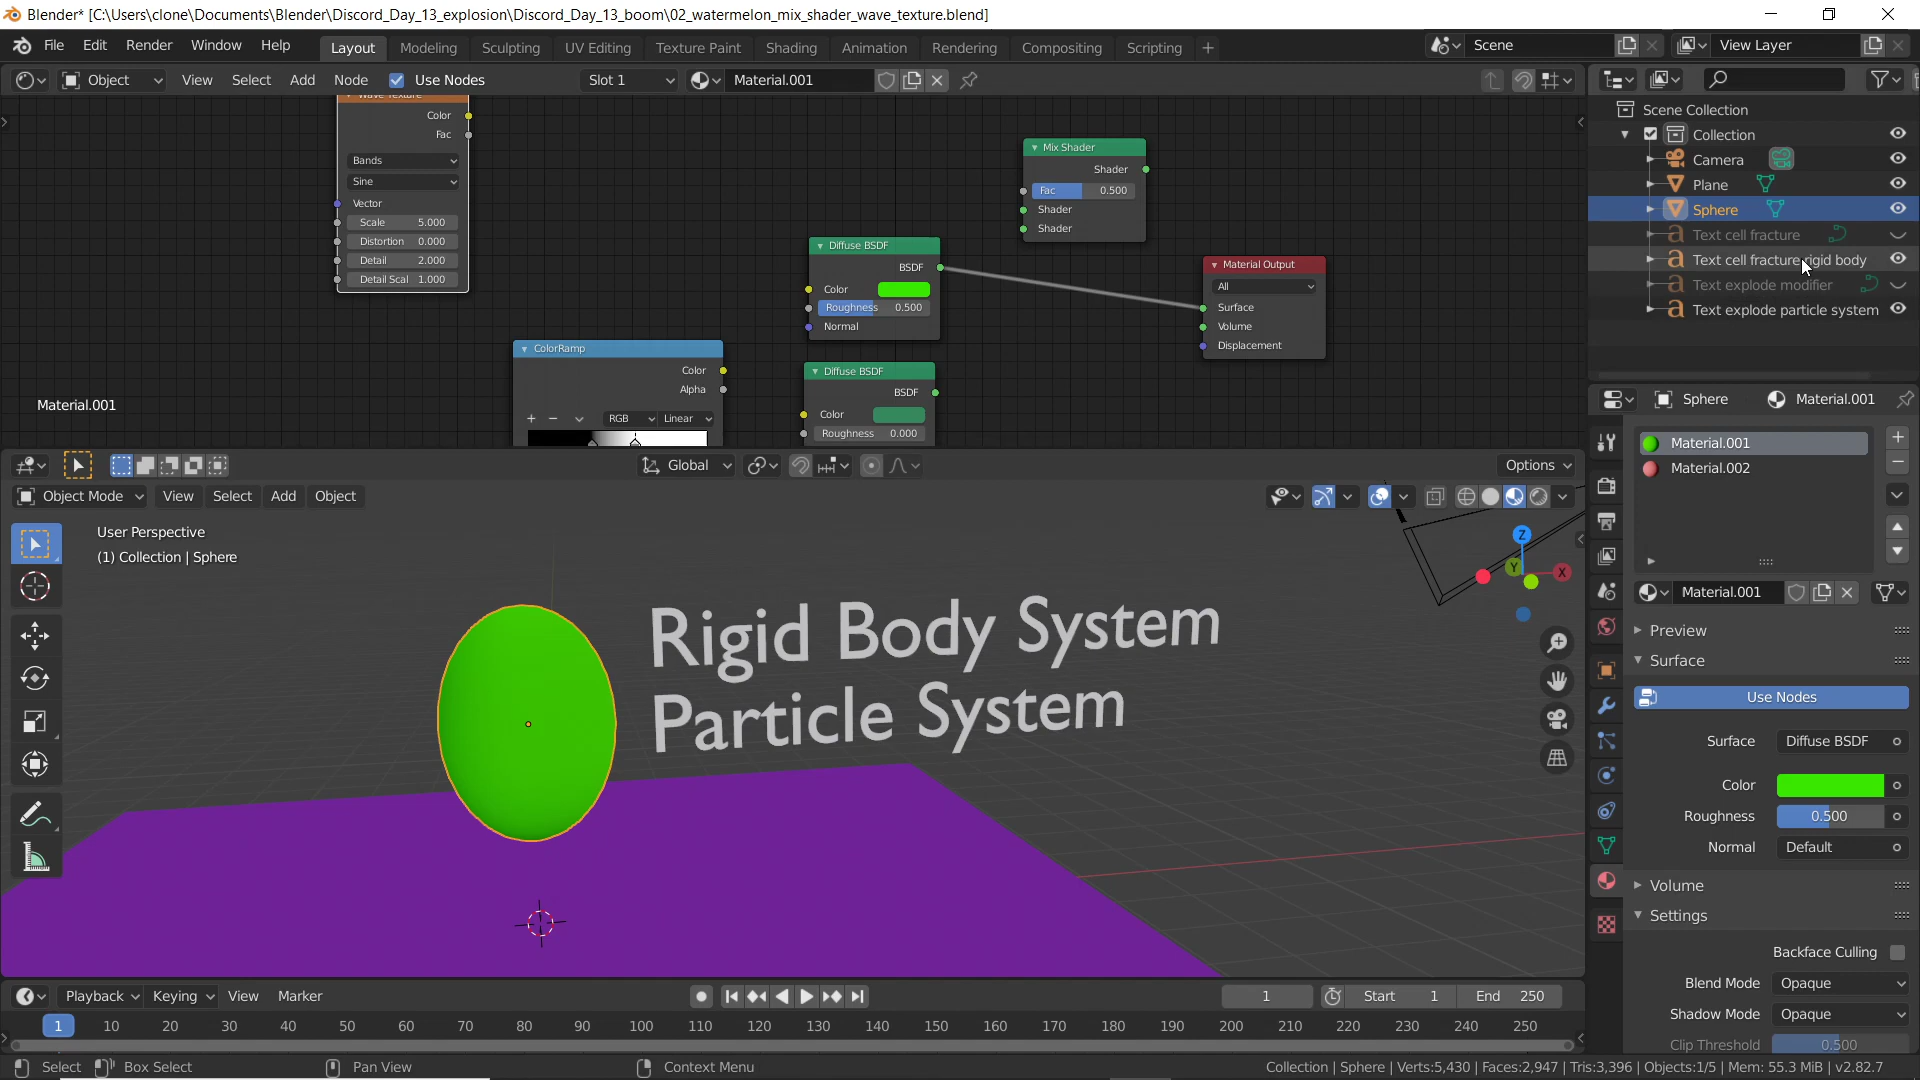 Blender* [C:\Users\clone\Documents\Blender\Discord_Day_13_explosion\Discord_Day_13_boom\02_watermelon_mix_shader_wave_texture.blend]
File Edit Render Window Help Layout Modeling Sculpting UV Editing Texture Paint Shading Animation Rendering Compositing Scripting + Scene View Layer
Object View Select Add Node Use Nodes Slot 1 Material.001
Wave Texture
Color
Fac
Bands
Sine
Vector
Scale 5.000
Distortion 0.000
Detail 2.000
Detail Scal 1.000
Mix Shader
Shader
Fac 0.500
Shader
Shader
Diffuse BSDF
BSDF
Color
Roughness 0.500
Normal
Material Output
All
Surface
Volume
Displacement
ColorRamp
Color
Alpha
RGB Linear
Diffuse BSDF
BSDF
Color
Roughness 0.000
Material.001
Scene Collection
Collection
Camera
Plane
Sphere
Text cell fracture
Text cell fracture rigid body
Text explode modifier
Text explode particle system
Sphere Material.001
Material.001
Material.002
Material.001
Preview
Surface
Use Nodes
Surface Diffuse BSDF
Color
Roughness 0.500
Normal Default
Volume
Settings
Backface Culling
Blend Mode Opaque
Shadow Mode Opaque
Clip Threshold 0.500
Global Options
Object Mode View Select Add Object
User Perspective
(1) Collection | Sphere
Z
Y
X
Rigid Body System
Particle System
Playback Keying View Marker 1 Start 1 End 250
1 10 20 30 40 50 60 70 80 90 100 110 120 130 140 150 160 170 180 190 200 210 220 230 240 250
Select Box Select Pan View Context Menu Collection | Sphere | Verts:5,430 | Faces:2,947 | Tris:3,396 | Objects:1/5 | Mem: 55.3 MiB | v2.82.7